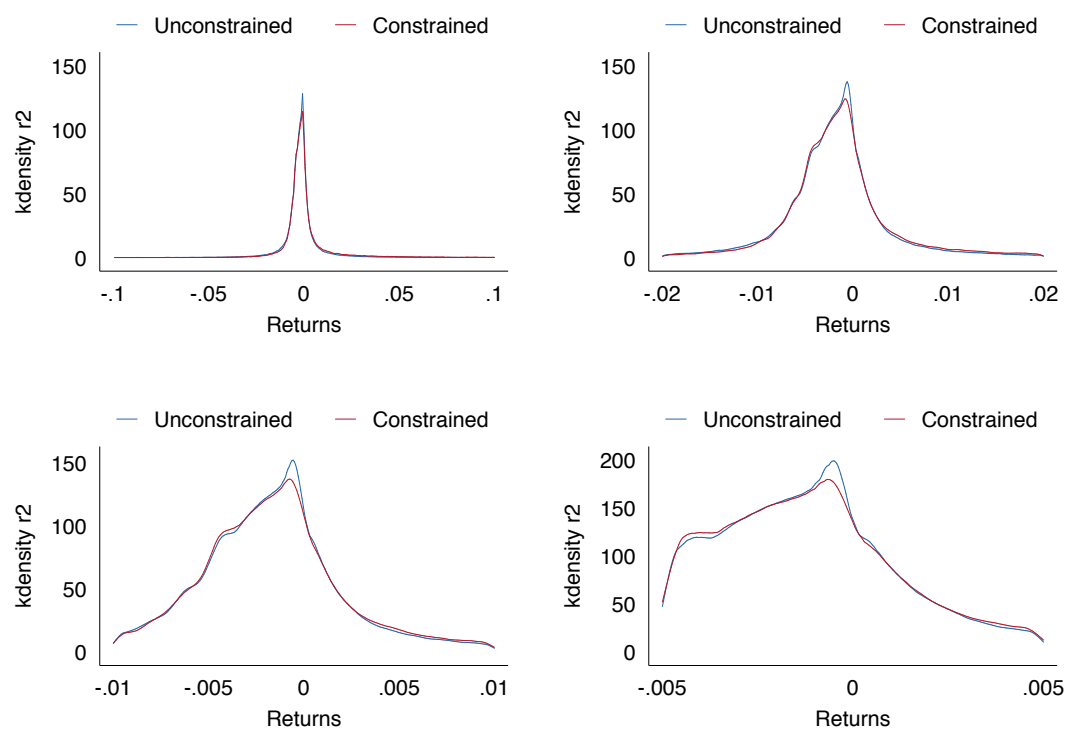 Unconstrained Constrained
150
100
50
0
kdensity r2
-.1 -.05 0 .05 .1
Returns
Unconstrained Constrained
150
100
50
0
kdensity r2
-.02 -.01 0 .01 .02
Returns
Unconstrained Constrained
150
100
50
0
kdensity r2
-.01 -.005 0 .005 .01
Returns
Unconstrained Constrained
200
150
100
50
0
kdensity r2
-.005 0 .005
Returns